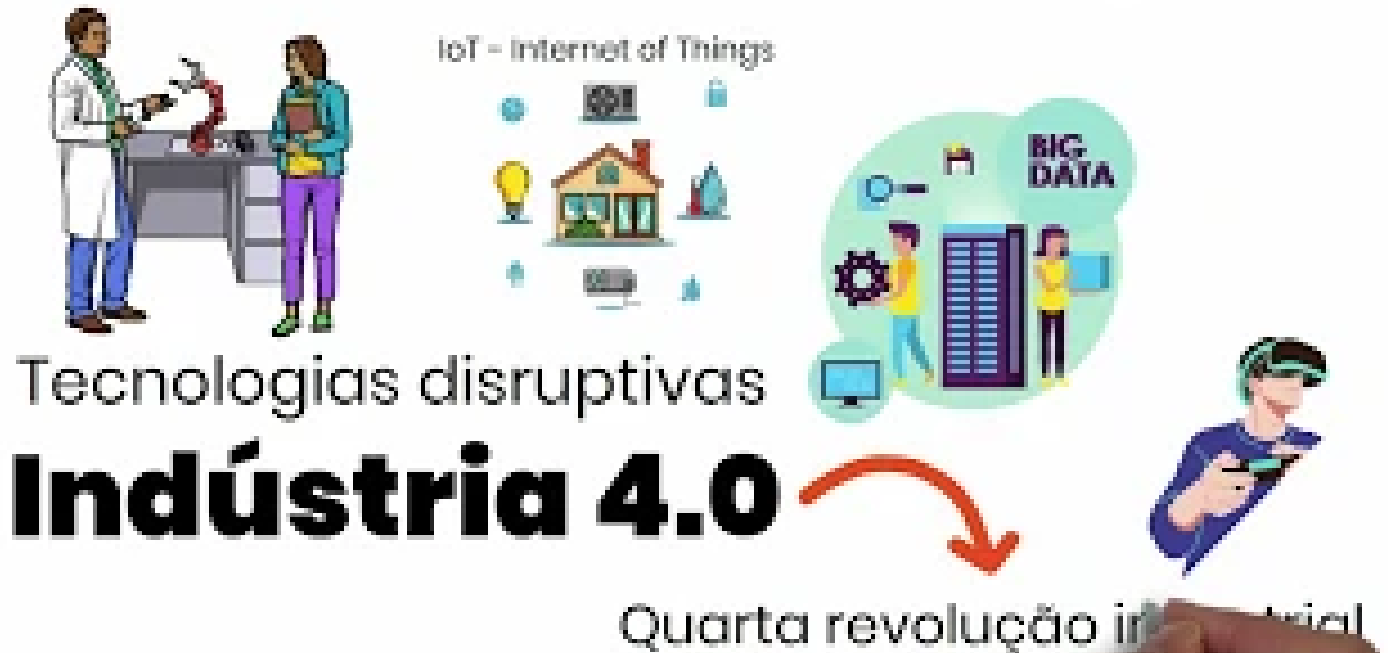 IoT - Internet of Things
BIG
DATA
Tecnologias disruptivas
Indústria 4.0
Quarta revolução